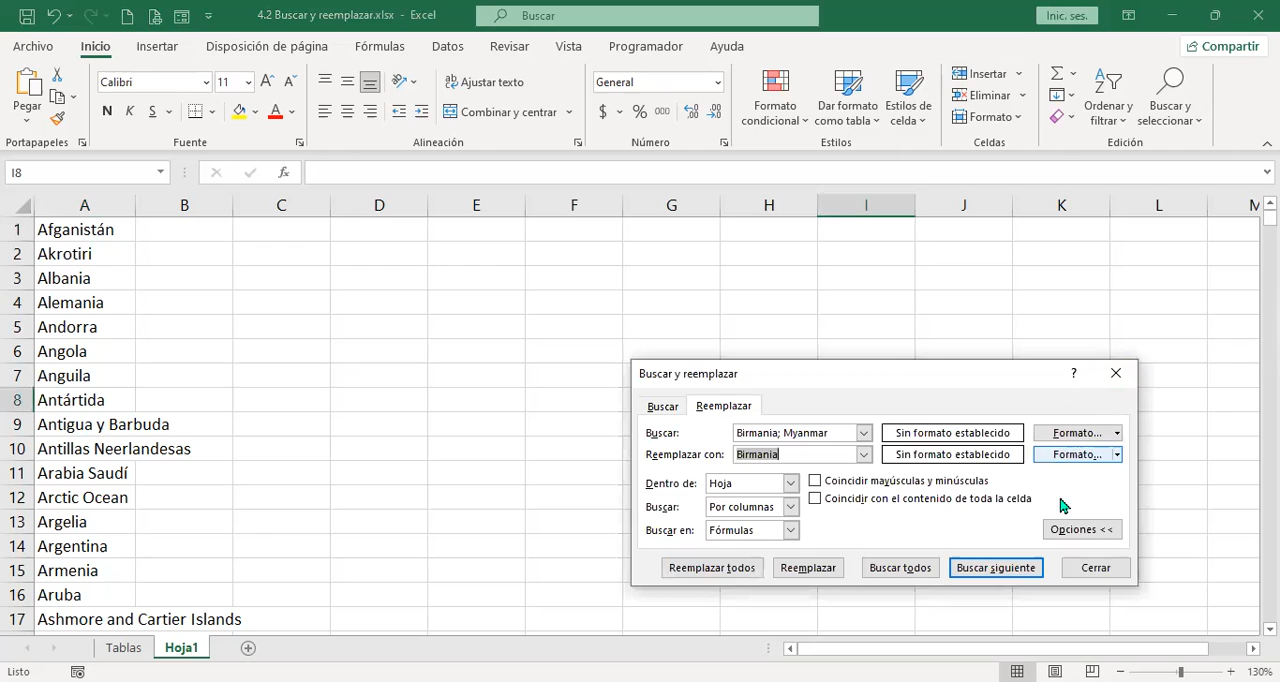 4.2 Buscar y reemplazar.xlsx - Excel
Buscar
Inic. ses.
Archivo Inicio Insertar Disposición de página Fórmulas Datos Revisar Vista Programador Ayuda
Compartir
Pegar
Calibri 11
N K S
Ajustar texto
Combinar y centrar
General
$ % 000
Formato condicional
Dar formato como tabla
Estilos de celda
Insertar
Eliminar
Formato
Ordenar y filtrar
Buscar y seleccionar
Portapapeles Fuente Alineación Número Estilos Celdas Edición
I8
fx
A B C D E F G H I J K L M
1 Afganistán
2 Akrotiri
3 Albania
4 Alemania
5 Andorra
6 Angola
7 Anguila
8 Antártida
9 Antigua y Barbuda
10 Antillas Neerlandesas
11 Arabia Saudí
12 Arctic Ocean
13 Argelia
14 Argentina
15 Armenia
16 Aruba
17 Ashmore and Cartier Islands
Buscar y reemplazar ?
Buscar Reemplazar
Buscar: Birmania; Myanmar Sin formato establecido Formato...
Reemplazar con: Birmania Sin formato establecido Formato...
Dentro de: Hoja Coincidir mayúsculas y minúsculas
Buscar: Por columnas Coincidir con el contenido de toda la celda
Buscar en: Fórmulas Opciones <<
Reemplazar todos Reemplazar Buscar todos Buscar siguiente Cerrar
Tablas Hoja1
Listo 130%